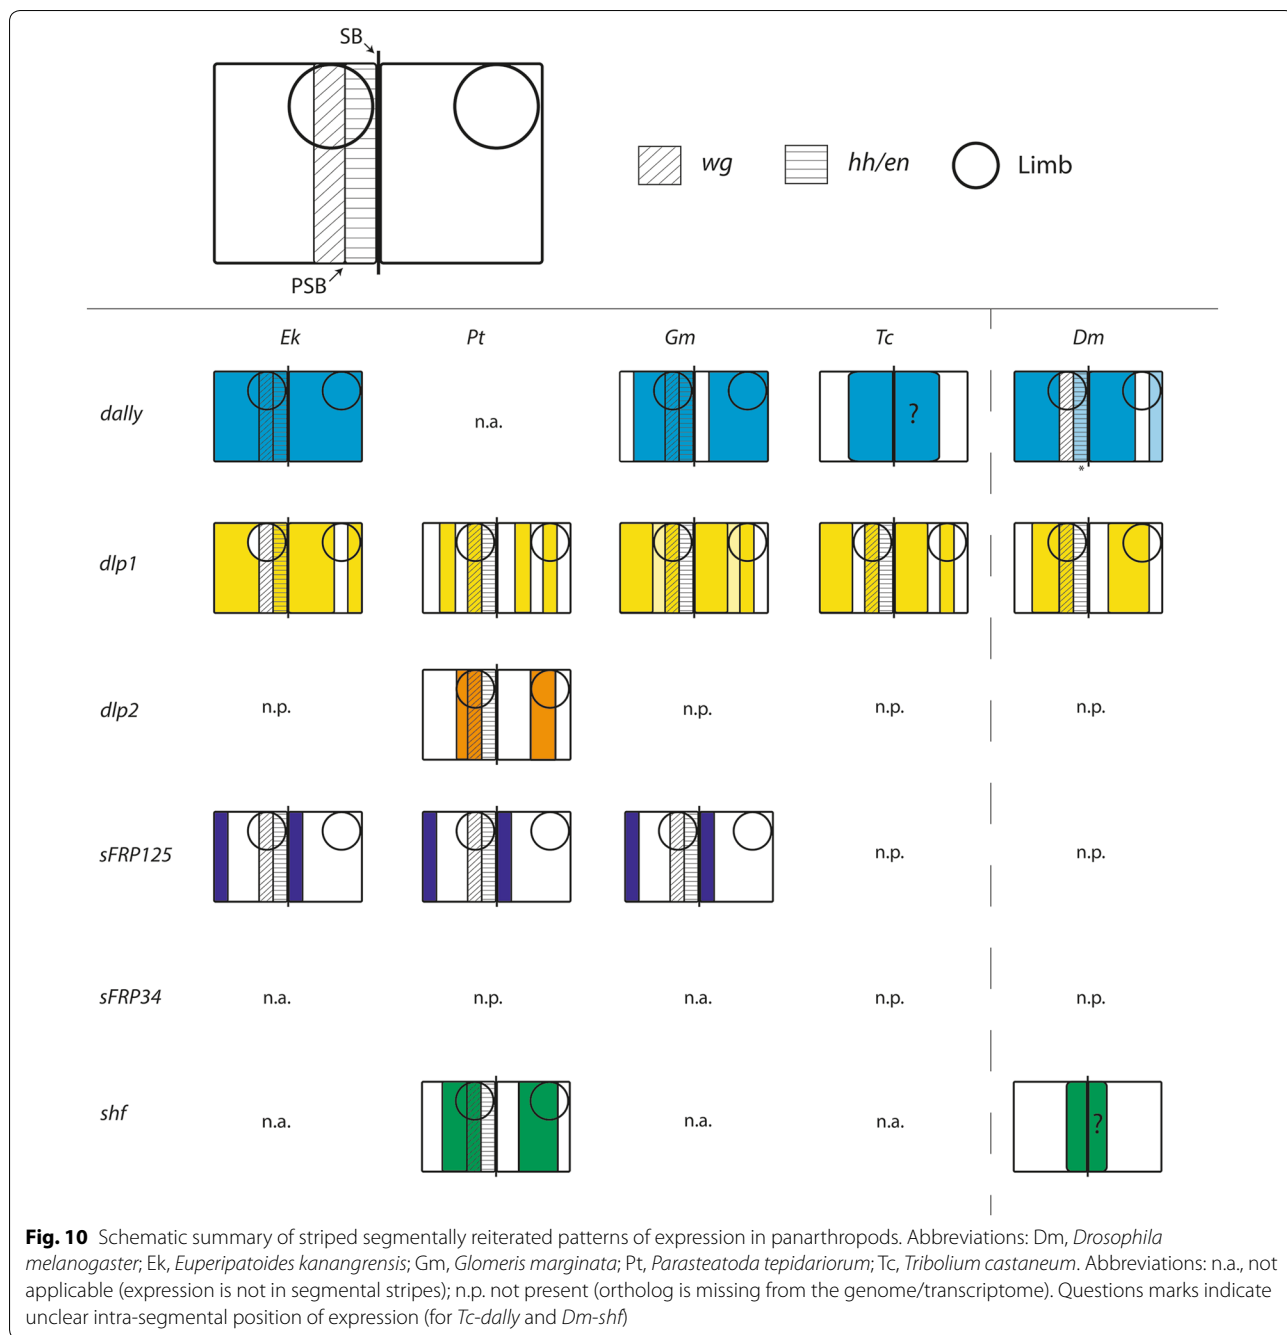 SB
wg
hh/en
Limb
PSB
Ek Pt Gm Tc Dm
dally n.a. ?
*
dlp1
dlp2 n.p. n.p. n.p. n.p.
sFRP125 n.p. n.p.
sFRP34 n.a. n.p. n.a. n.p. n.p.
shf n.a. n.a. n.a. ?
Fig. 10 Schematic summary of striped segmentally reiterated patterns of expression in panarthropods. Abbreviations: Dm, Drosophila
melanogaster; Ek, Euperipatoides kanangrensis; Gm, Glomeris marginata; Pt, Parasteatoda tepidariorum; Tc, Tribolium castaneum. Abbreviations: n.a., not
applicable (expression is not in segmental stripes); n.p. not present (ortholog is missing from the genome/transcriptome). Questions marks indicate
unclear intra-segmental position of expression (for Tc-dally and Dm-shf)